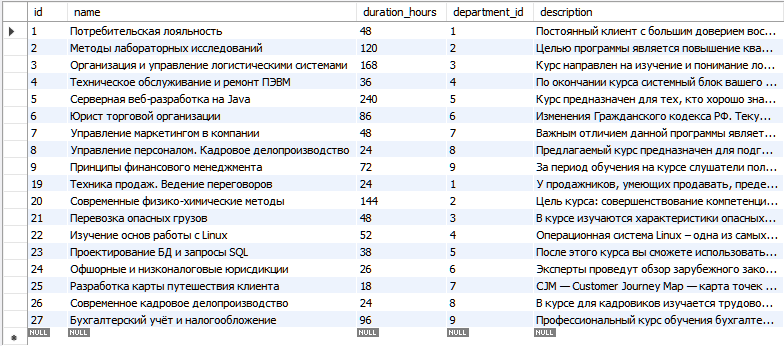 id name duration_hours department_id description
1 Потребительская лояльность 48 1 Постоянный клиент с большим доверием вос...
2 Методы лабораторных исследований 120 2 Целью программы является повышение ква...
3 Организация и управление логистическими системами 168 3 Курс направлен на изучение и понимание ло...
4 Техническое обслуживание и ремонт ПЭВМ 36 4 По окончании курса системный блок вашего ...
5 Серверная веб-разработка на Java 240 5 Курс предназначен для тех, кто хорошо зна...
6 Юрист торговой организации 86 6 Изменения Гражданского кодекса РФ. Теку...
7 Управление маркетингом в компании 48 7 Важным отличием данной программы являет...
8 Управление персоналом. Кадровое делопроизводство 24 8 Предлагаемый курс предназначен для подг...
9 Принципы финансового менеджмента 72 9 За период обучения на курсе слушатели пол...
19 Техника продаж. Ведение переговоров 24 1 У продажников, умеющих продавать, преде...
20 Современные физико-химические методы 144 2 Цель курса: совершенствование компетенци...
21 Перевозка опасных грузов 48 3 В курсе изучаются характеристики опасных...
22 Изучение основ работы с Linux 52 4 Операционная система Linux – одна из самых...
23 Проектирование БД и запросы SQL 38 5 После этого курса вы сможете использовать...
24 Офшорные и низконалоговые юрисдикции 26 6 Эксперты проведут обзор зарубежного зако...
25 Разработка карты путешествия клиента 18 7 CJM — Customer Journey Map — карта точек ...
26 Современное кадровое делопроизводство 24 8 В курсе для кадровиков изучается трудово...
27 Бухгалтерский учёт и налогообложение 96 9 Профессиональный курс обучения бухгалте...
NULL NULL NULL NULL NULL